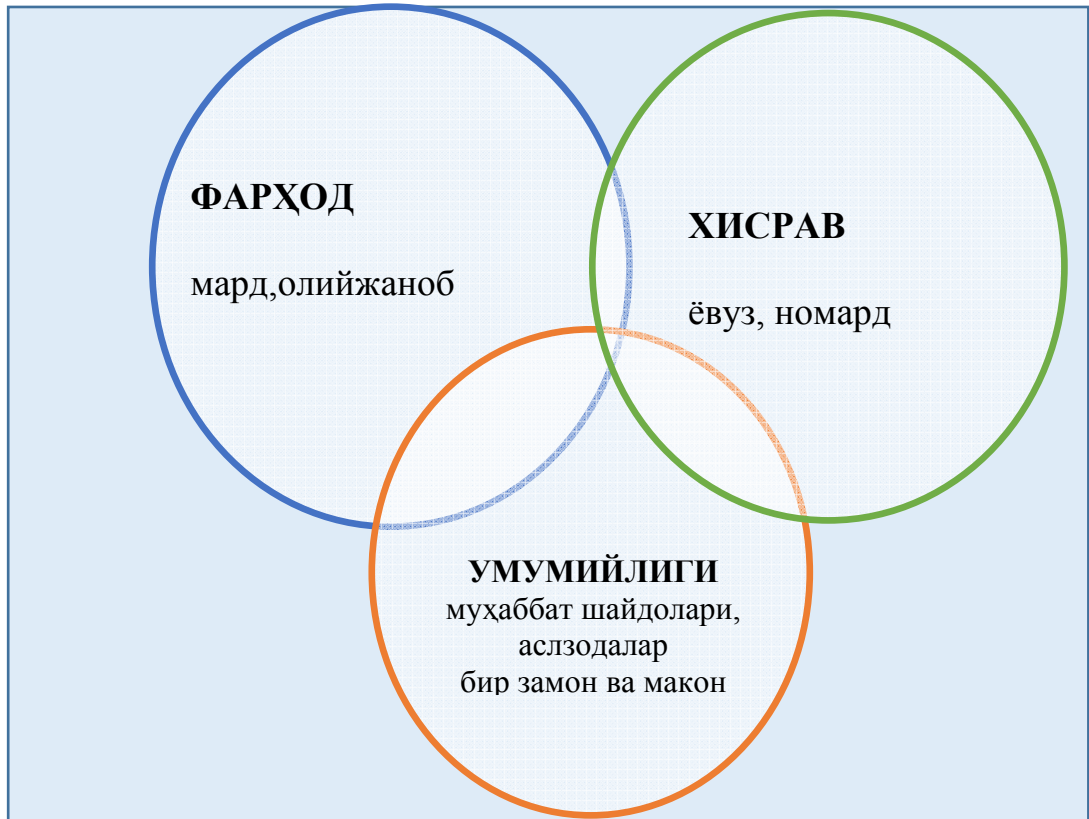 ФАРҲОД
мард,олийжаноб
ХИСРАВ
ёвуз, номард
УМУМИЙЛИГИ
муҳаббат шайдолари,
аслзодалар
бир замон ва макон